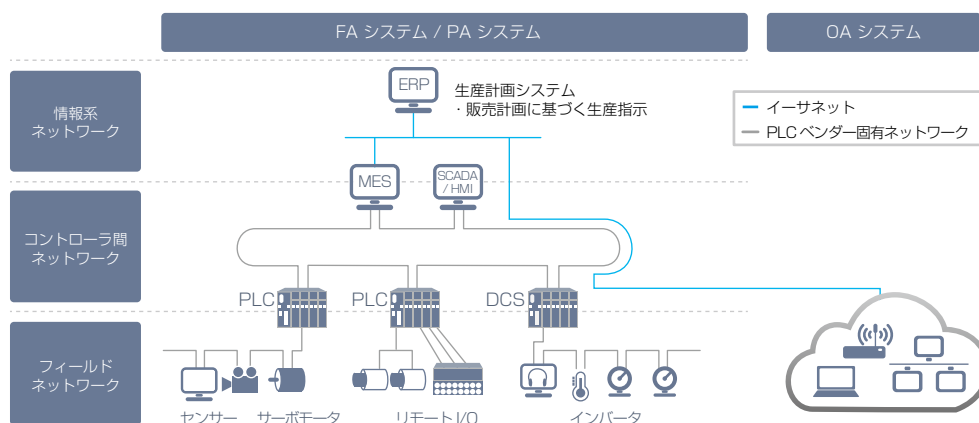 FA システム / PA システム
OA システム
情報系
ネットワーク
ERP
生産計画システム
・販売計画に基づく生産指示
イーサネット
PLC ベンダー固有ネットワーク
MES
SCADA
/ HMI
コントローラ間
ネットワーク
PLC
PLC
DCS
フィールド
ネットワーク
センサー
サーボモータ
リモート I/O
インバータ